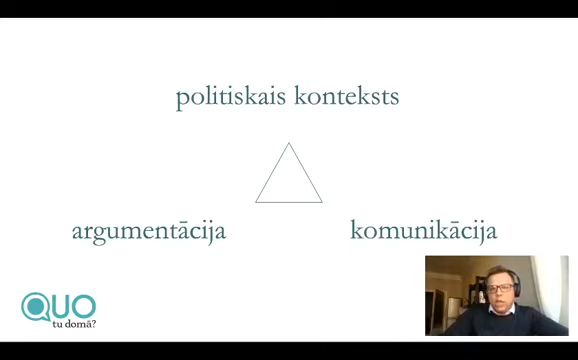 politiskais konteksts
argumentācija
komunikācija
QUO
tu domā?